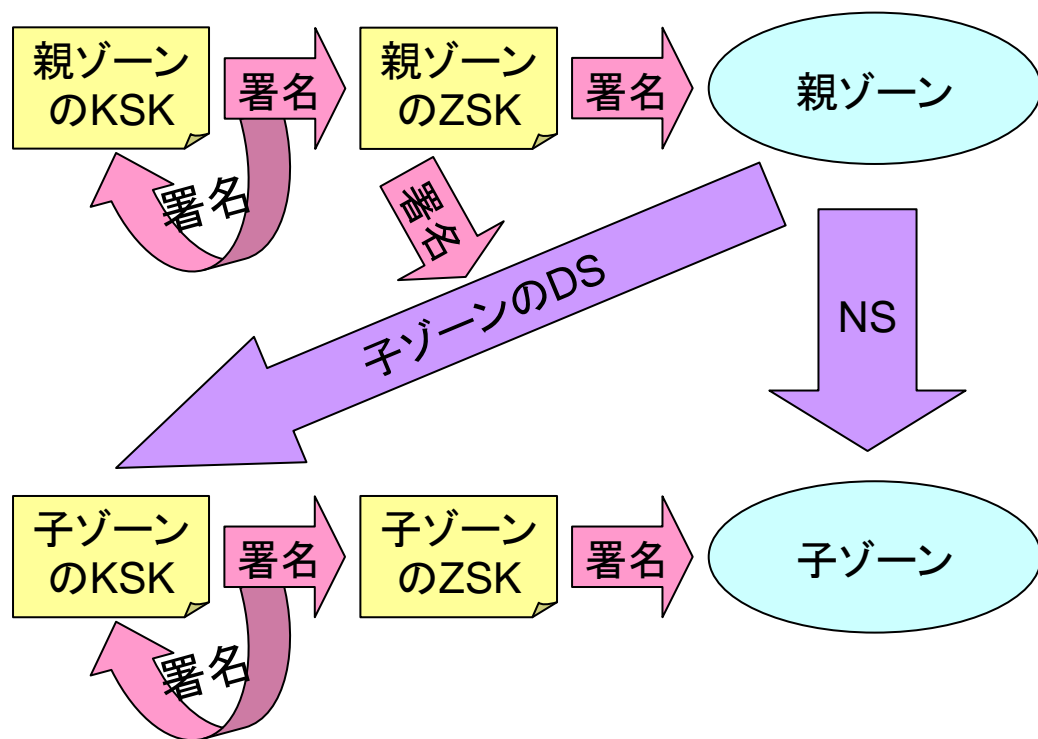 親ゾーン
のKSK
署名
親ゾーン
のZSK
署名
親ゾーン
署名
署名
子ゾーンのDS
NS
子ゾーン
のKSK
署名
子ゾーン
のZSK
署名
子ゾーン
署名